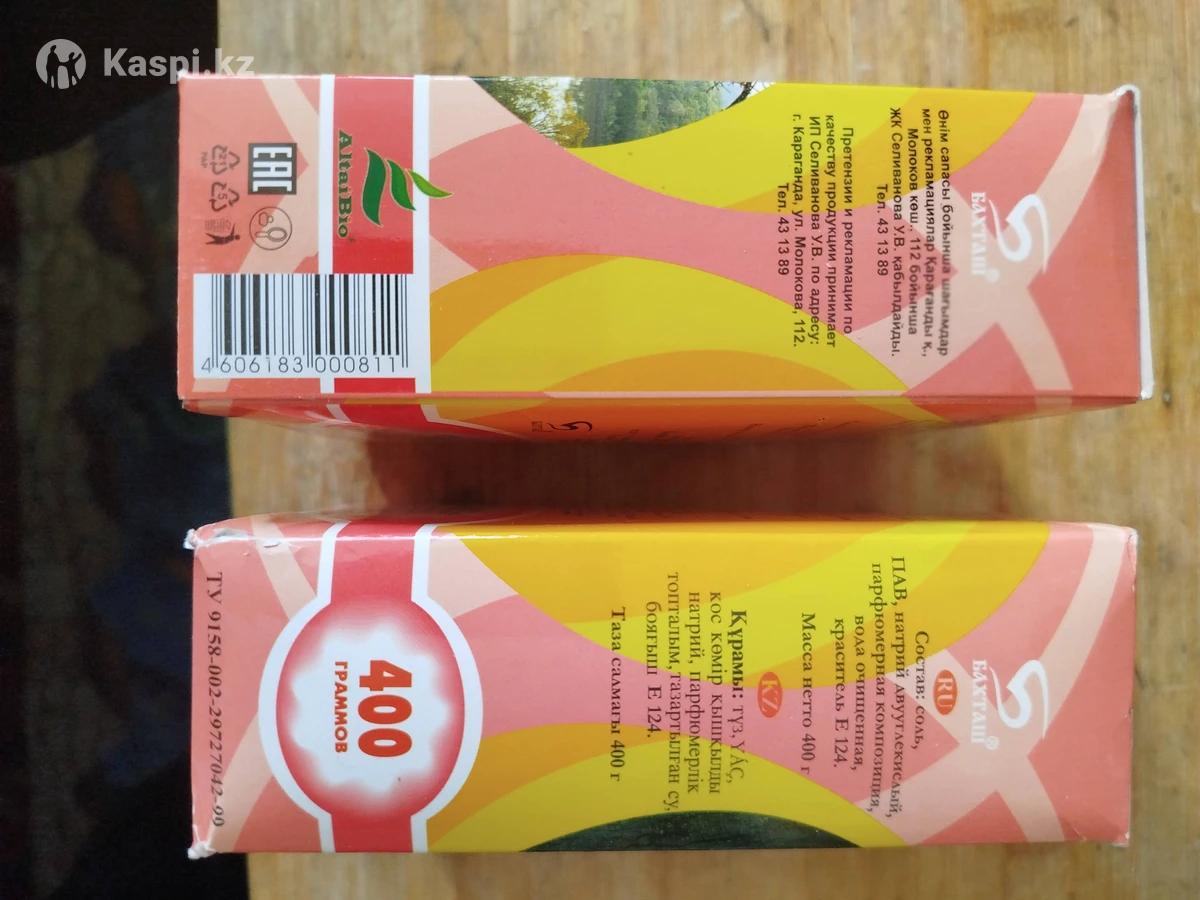 Kaspi.kz
БАХТАШ®
Өнім сапасы бойынша шағымдар
мен рекламациялар Қарағанды қ.,
Молоков көш. 112 бойынша
ЖК Селиванова У.В. қабылдайды.
Тел. 43 13 89
Претензии и рекламации по
качеству продукции принимает
ИП Селиванова У.В. по адресу:
г. Караганда, ул. Молокова, 112.
Тел. 43 13 89
AltaiBio®
EAC
PAP
4 606183 000811
БАХТАШ®
RU
Состав: соль,
ПАВ, натрий двууглекислый,
парфюмерная композиция,
вода очищенная,
краситель Е 124.
Масса нетто 400 г
KZ
Құрамы: тұз, ҮАҚ,
қос көмір қышқылды
натрий, парфюмерлік
топталым, тазартылған су,
бояғыш Е 124.
Таза салмағы 400 г
400
ГРАММОВ
ТУ 9158-002-29727042-99